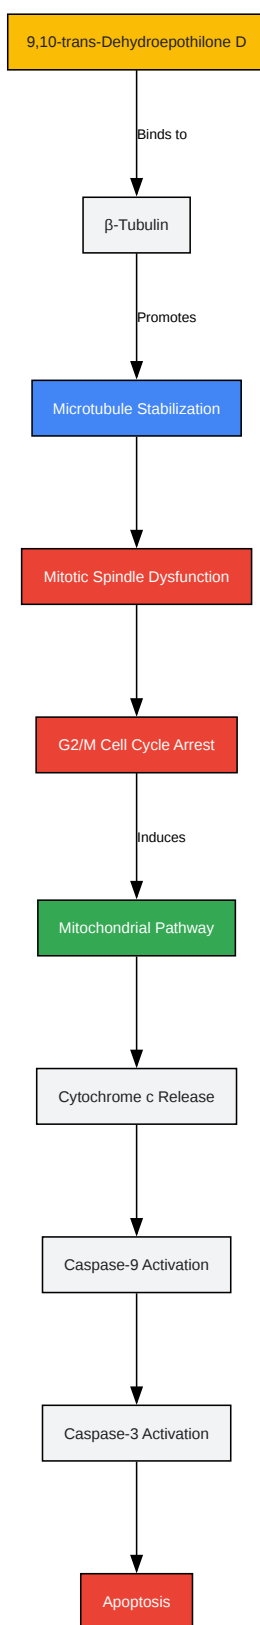 9,10-trans-Dehydroepothilone D
Binds to
β-Tubulin
Promotes
Microtubule Stabilization
Mitotic Spindle Dysfunction
G2/M Cell Cycle Arrest
Induces
Mitochondrial Pathway
Cytochrome c Release
Caspase-9 Activation
Caspase-3 Activation
Apoptosis